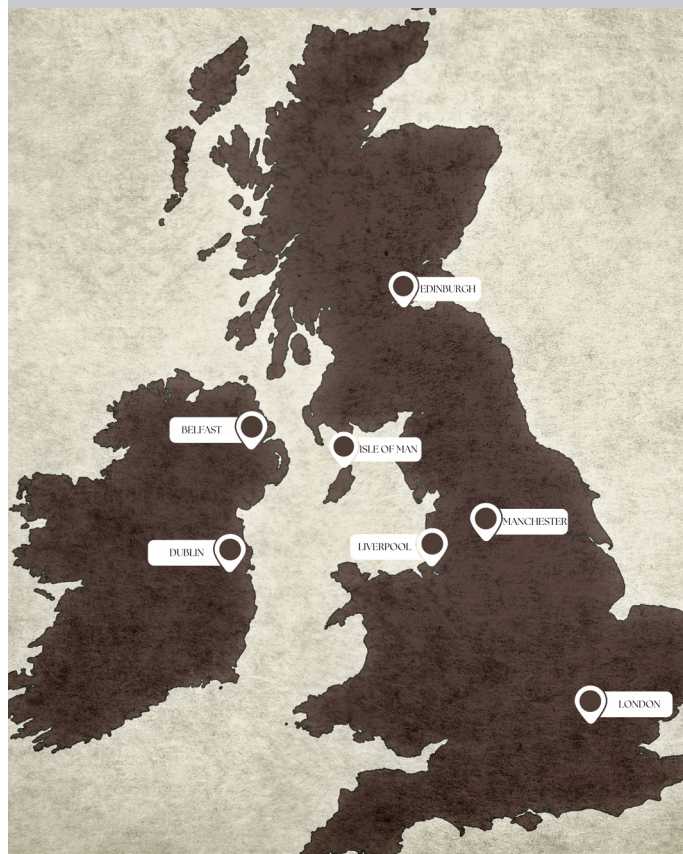 EDINBURGH
BELFAST
ISLE OF MAN
MANCHESTER
LIVERPOOL
DUBLIN
LONDON